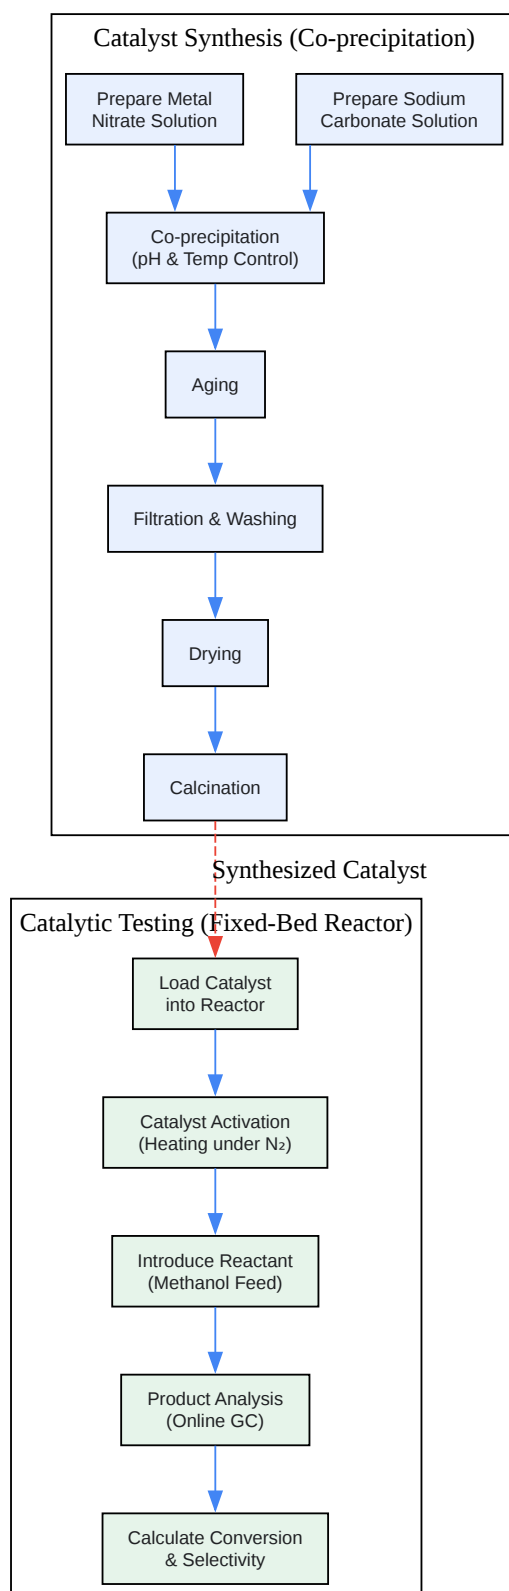 Catalyst Synthesis (Co-precipitation)
Prepare Metal
Nitrate Solution
Prepare Sodium
Carbonate Solution
Co-precipitation
(pH & Temp Control)
Aging
Filtration & Washing
Drying
Calcination
Synthesized Catalyst
Catalytic Testing (Fixed-Bed Reactor)
Load Catalyst
into Reactor
Catalyst Activation
(Heating under N₂)
Introduce Reactant
(Methanol Feed)
Product Analysis
(Online GC)
Calculate Conversion
& Selectivity